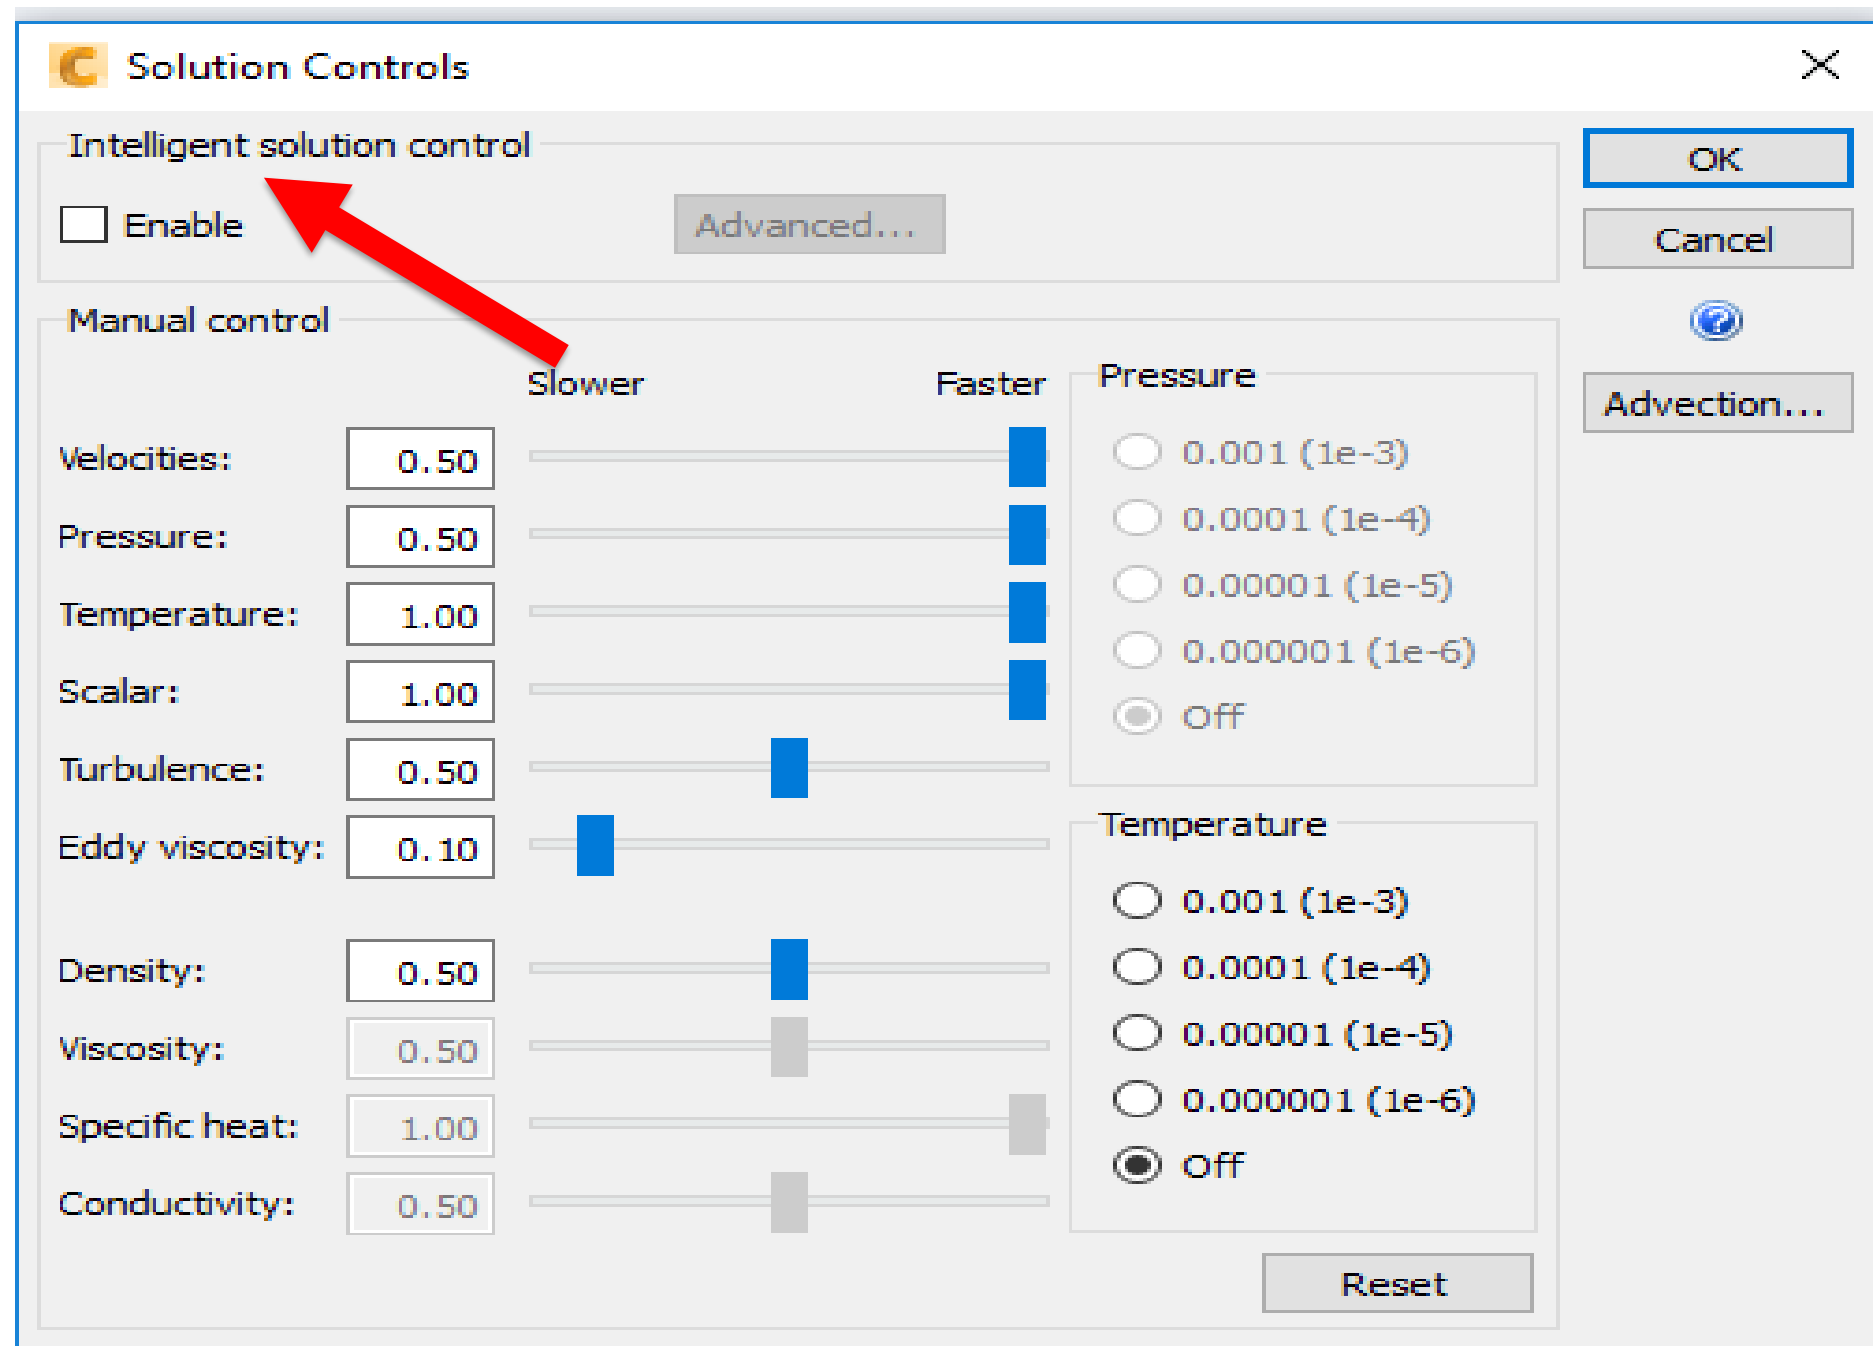 C Solution Controls
Intelligent solution control
Enable
Advanced...
OK
Cancel
?
Advection...
Manual control
Slower Faster
Velocities: 0.50
Pressure: 0.50
Temperature: 1.00
Scalar: 1.00
Turbulence: 0.50
Eddy viscosity: 0.10
Density: 0.50
Viscosity: 0.50
Specific heat: 1.00
Conductivity: 0.50
Pressure
0.001 (1e-3)
0.0001 (1e-4)
0.00001 (1e-5)
0.000001 (1e-6)
Off
Temperature
0.001 (1e-3)
0.0001 (1e-4)
0.00001 (1e-5)
0.000001 (1e-6)
Off
Reset